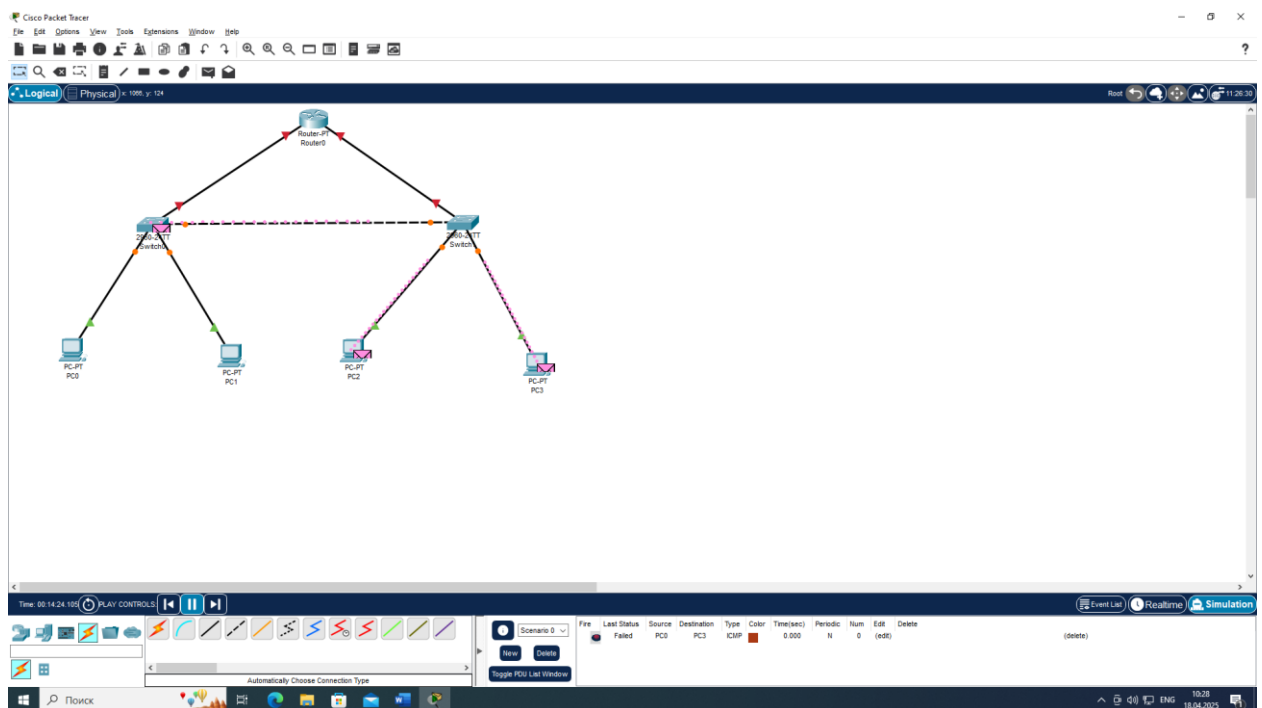 Cisco Packet Tracer
File Edit Options View Tools Extensions Window Help
?
Logical Physical x: 1066, y: 124
Root 11:26:30
Router-PT
Router0
2960-24TT
Switch0
Switch1
PC-PT
PC0
PC-PT
PC1
PC-PT
PC2
PC-PT
PC3
Time: 00:14:24.105 PLAY CONTROLS:
Event List Realtime Simulation
Scenario 0
New Delete
Toggle PDU List Window
Fire Last Status Source Destination Type Color Time(sec) Periodic Num Edit Delete
Failed PC0 PC3 ICMP 0.000 N 0 (edit) (delete)
Automatically Choose Connection Type
Поиск
ENG
10:28
18.04.2025